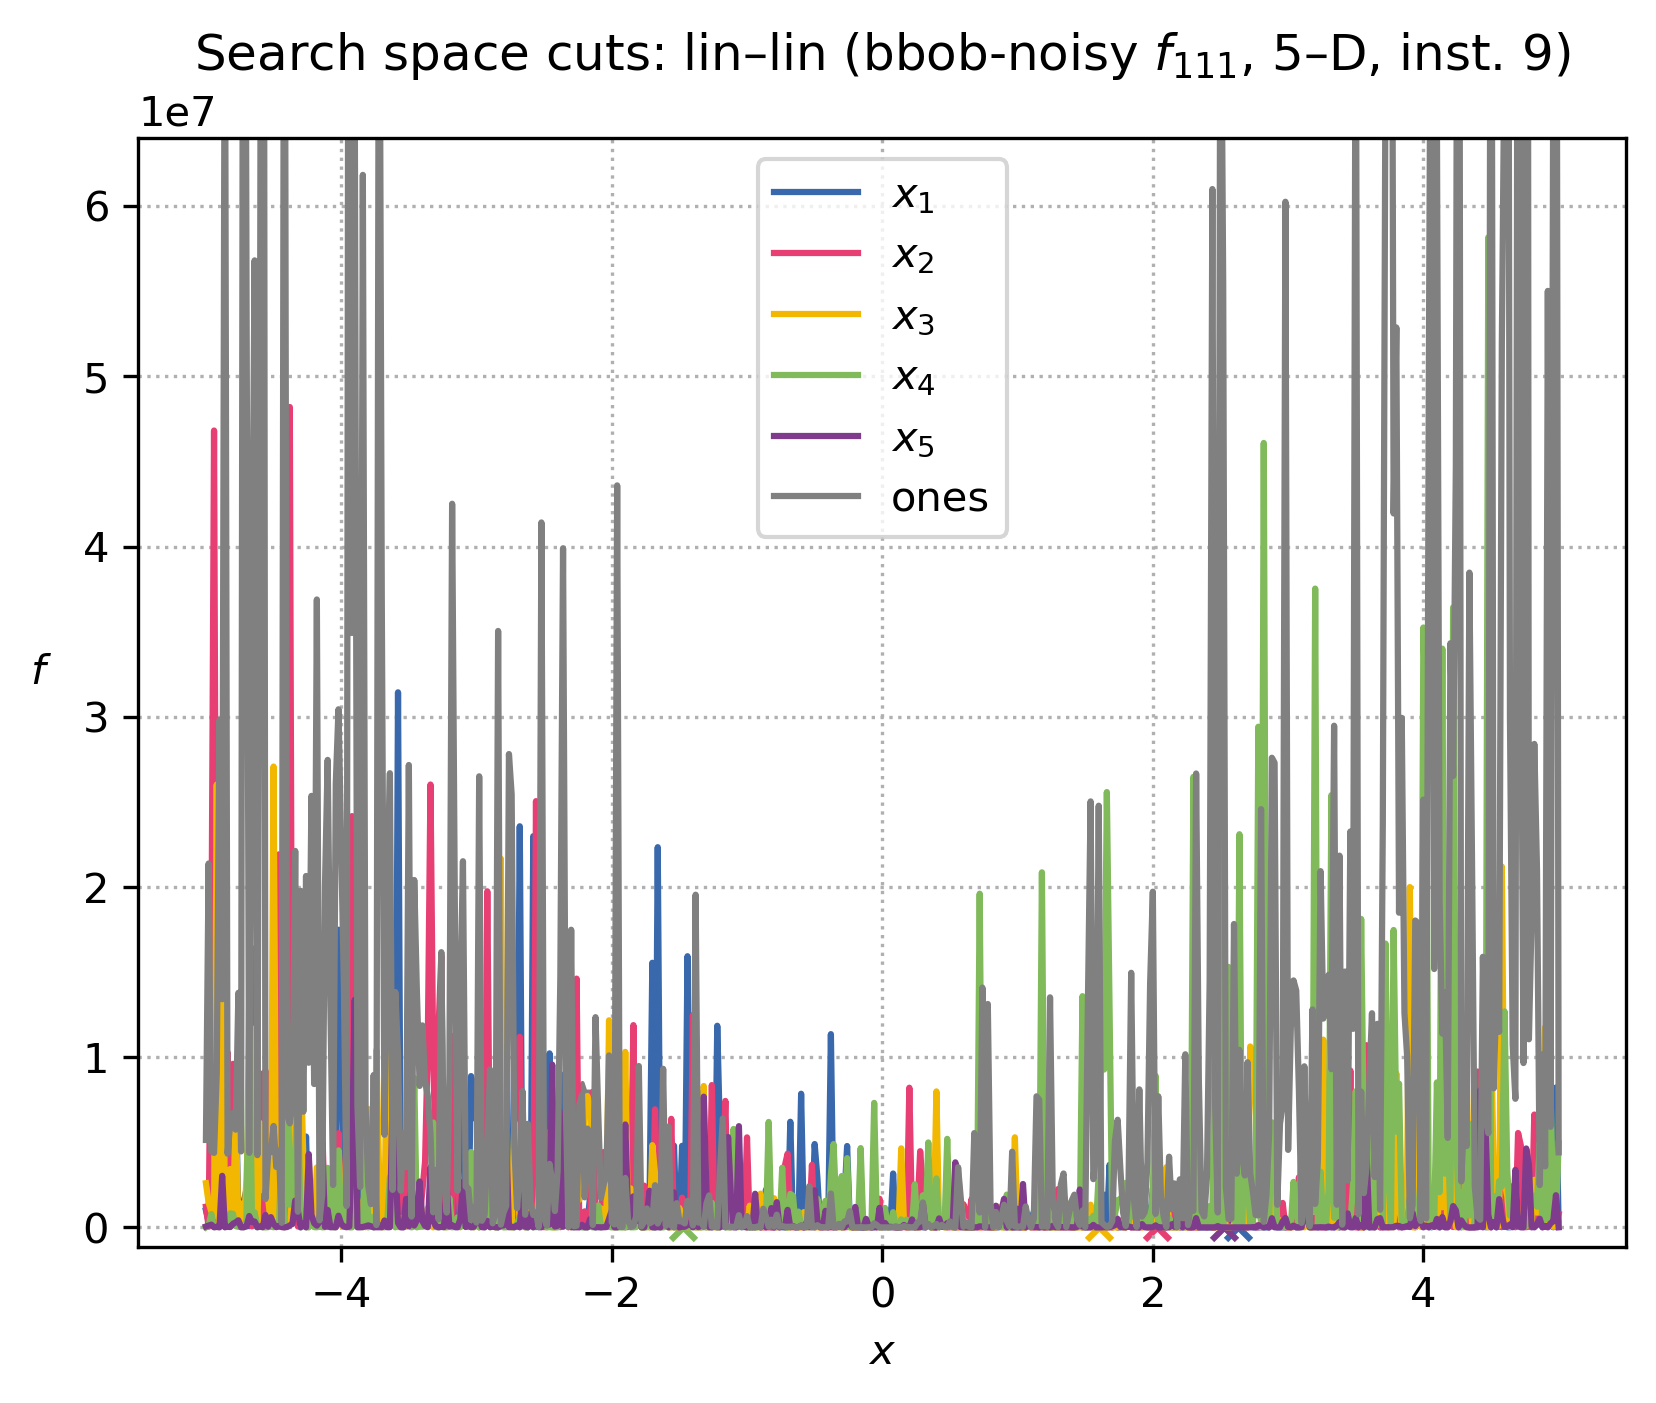 Search space cuts: lin–lin (bbob-noisy f₁₁₁, 5–D, inst. 9)
1e7
x₁
x₂
x₃
x₄
x₅
ones
6
5
4
3
2
1
0
f
−4 −2 0 2 4
x